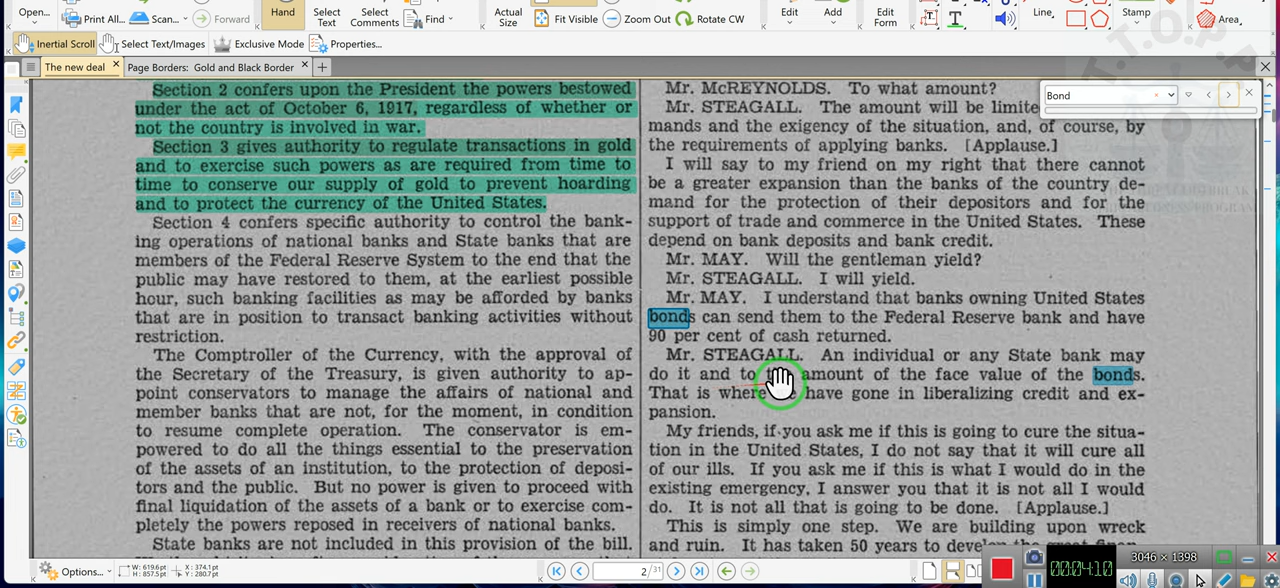 Open...
Print All...
Scan...
Forward
Hand
Select Text
Select Comments
Find
Actual Size
Fit Visible
Zoom Out
Rotate CW
Edit
Add
Edit Form
Line
Stamp
Area
Inertial Scroll
Select Text/Images
Exclusive Mode
Properties...
The new deal
Page Borders: Gold and Black Border
Bond
T.O.P.P
Section 2 confers upon the President the powers bestowed
under the act of October 6, 1917, regardless of whether or
not the country is involved in war.
Section 3 gives authority to regulate transactions in gold
and to exercise such powers as are required from time to
time to conserve our supply of gold to prevent hoarding
and to protect the currency of the United States.
Section 4 confers specific authority to control the bank-
ing operations of national banks and State banks that are
members of the Federal Reserve System to the end that the
public may have restored to them, at the earliest possible
hour, such banking facilities as may be afforded by banks
that are in position to transact banking activities without
restriction.
The Comptroller of the Currency, with the approval of
the Secretary of the Treasury, is given authority to ap-
point conservators to manage the affairs of national and
member banks that are not, for the moment, in condition
to resume complete operation. The conservator is em-
powered to do all the things essential to the preservation
of the assets of an institution, to the protection of deposi-
tors and the public. But no power is given to proceed with
final liquidation of the assets of a bank or to exercise com-
pletely the powers reposed in receivers of national banks.
State banks are not included in this provision of the bill.
Mr. McREYNOLDS. To what amount?
Mr. STEAGALL. The amount will be limite
mands and the exigency of the situation, and, of course, by
the requirements of applying banks. [Applause.]
I will say to my friend on my right that there cannot
be a greater expansion than the banks of the country de-
mand for the protection of their depositors and for the
support of trade and commerce in the United States. These
depend on bank deposits and bank credit.
Mr. MAY. Will the gentleman yield?
Mr. STEAGALL. I will yield.
Mr. MAY. I understand that banks owning United States
bonds can send them to the Federal Reserve bank and have
90 per cent of cash returned.
Mr. STEAGALL. An individual or any State bank may
do it and to amount of the face value of the bonds.
That is where have gone in liberalizing credit and ex-
pansion.
My friends, if you ask me if this is going to cure the situa-
tion in the United States, I do not say that it will cure all
of our ills. If you ask me if this is what I would do in the
existing emergency, I answer you that it is not all I would
do. It is not all that is going to be done. [Applause.]
This is simply one step. We are building upon wreck
and ruin. It has taken 50 years to
Options...
W: 619.6pt
H: 857.5pt
X: 374.1pt
Y: 280.7pt
2 / 31
00:04:10
3046 × 1398